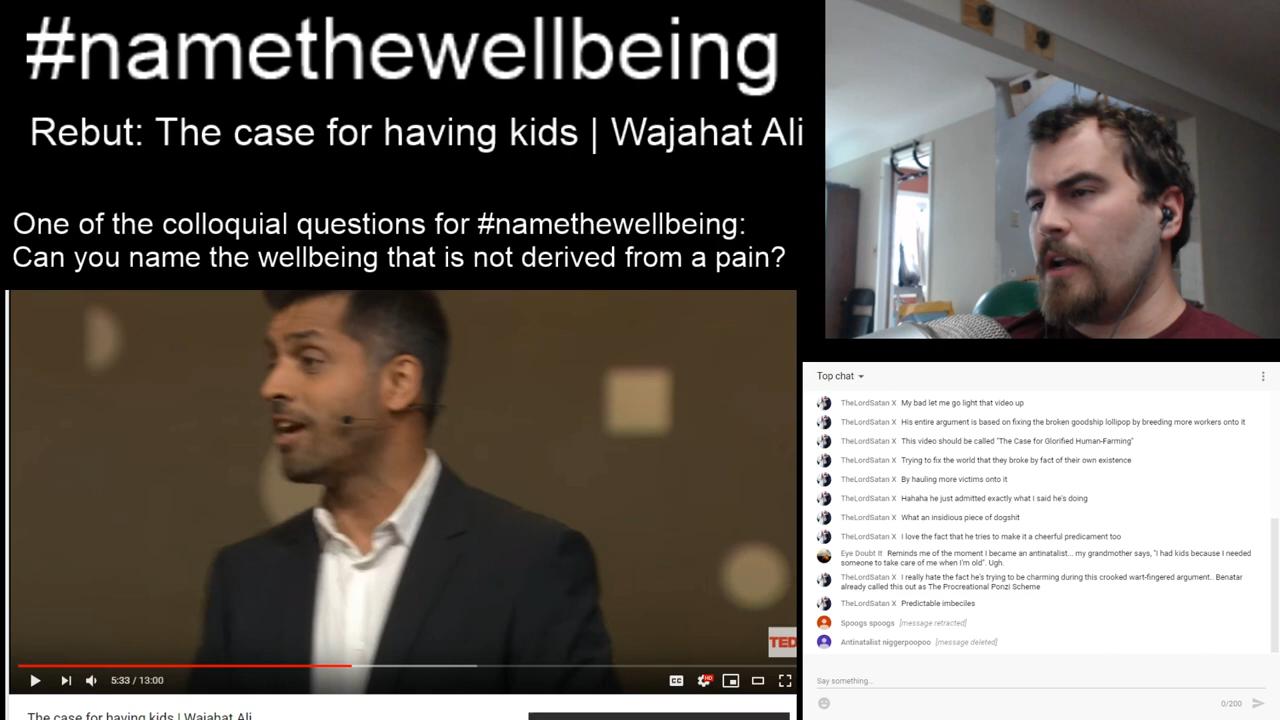 #namethewellbeing
Rebut: The case for having kids | Wajahat Ali
One of the colloquial questions for #namethewellbeing:
Can you name the wellbeing that is not derived from a pain?
TED
5:33 / 13:00
CC
HD
The case for having kids | Wajahat Ali
Top chat
TheLordSatan X My bad let me go light that video up
TheLordSatan X His entire argument is based on fixing the broken goodship lollipop by breeding more workers onto it
TheLordSatan X This video should be called "The Case for Glorified Human-Farming"
TheLordSatan X Trying to fix the world that they broke by fact of their own existence
TheLordSatan X By hauling more victims onto it
TheLordSatan X Hahaha he just admitted exactly what I said he's doing
TheLordSatan X What an insidious piece of dogshit
TheLordSatan X I love the fact that he tries to make it a cheerful predicament too
Eye Doubt It Reminds me of the moment I became an antinatalist... my grandmother says, "I had kids because I needed
someone to take care of me when I'm old". Ugh.
TheLordSatan X I really hate the fact he's trying to be charming during this crooked wart-fingered argument.. Benatar
already called this out as The Procreational Ponzi Scheme
TheLordSatan X Predictable imbeciles
Spoogs spoogs [message retracted]
Antinatalist niggerpoopoo [message deleted]
Say something...
0/200